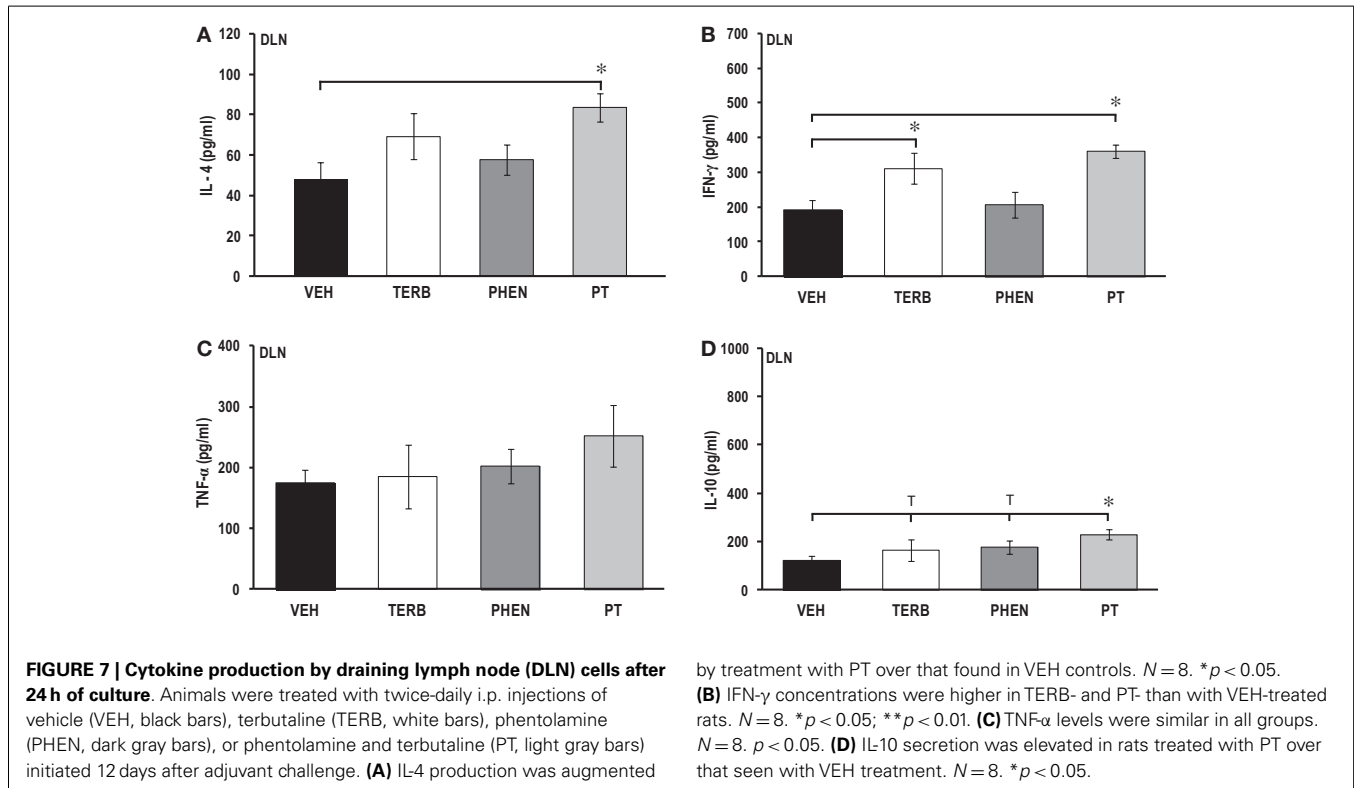 A
DLN
120
100
80
60
40
20
0
IL - 4 (pg/ml)
*
VEH TERB PHEN PT
B
DLN
700
600
500
400
300
200
100
0
IFN-γ (pg/ml)
*
*
VEH TERB PHEN PT
C
DLN
400
300
200
100
0
TNF-α (pg/ml)
VEH TERB PHEN PT
D
DLN
1000
800
600
400
200
0
IL-10 (pg/ml)
T T *
VEH TERB PHEN PT
FIGURE 7 | Cytokine production by draining lymph node (DLN) cells after
24 h of culture. Animals were treated with twice-daily i.p. injections of
vehicle (VEH, black bars), terbutaline (TERB, white bars), phentolamine
(PHEN, dark gray bars), or phentolamine and terbutaline (PT, light gray bars)
initiated 12 days after adjuvant challenge. (A) IL-4 production was augmented
by treatment with PT over that found in VEH controls. N = 8. *p < 0.05.
(B) IFN-γ concentrations were higher in TERB- and PT- than with VEH-treated
rats. N = 8. *p < 0.05; **p < 0.01. (C) TNF-α levels were similar in all groups.
N = 8. p < 0.05. (D) IL-10 secretion was elevated in rats treated with PT over
that seen with VEH treatment. N = 8. *p < 0.05.